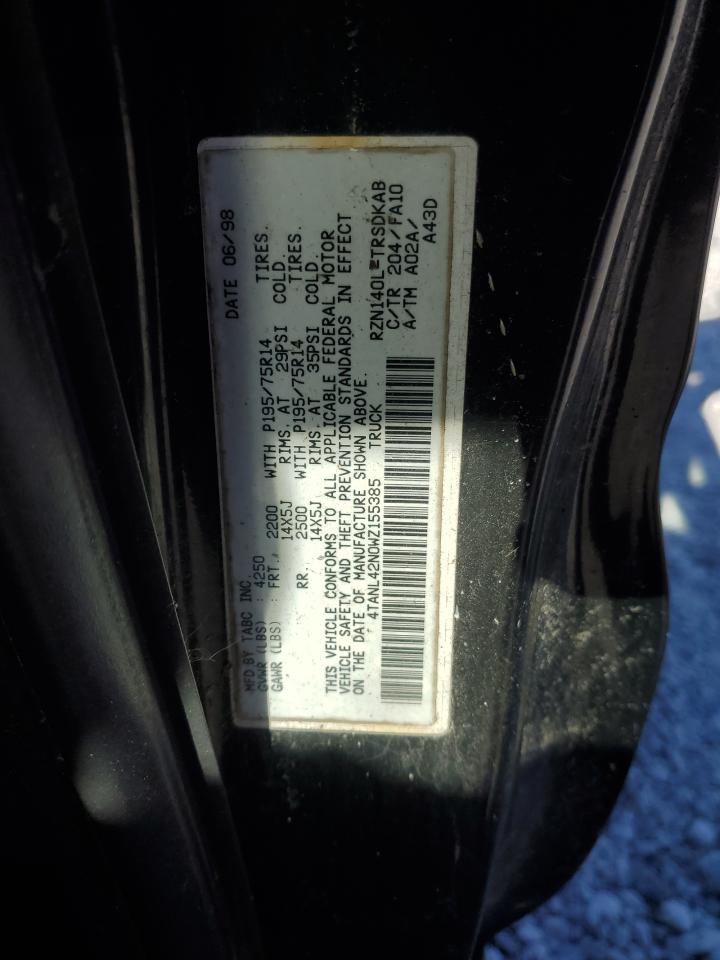 MFD BY TABC INC. DATE 06/98
GVWR (LBS) : 4250
GAWR (LBS) : FRT. 2200 WITH P195/75R14 TIRES.
14X5J RIMS. AT 29PSI COLD
RR. 2500 WITH P195/75R14 TIRES.
14X5J RIMS. AT 35PSI COLD.
THIS VEHICLE CONFORMS TO ALL APPLICABLE FEDERAL MOTOR
VEHICLE SAFETY AND THEFT PREVENTION STANDARDS IN EFFECT
ON THE DATE OF MANUFACTURE SHOWN ABOVE.
4TANL42N0WZ155385 TRUCK RZN140L-TRSDKAB
C/TR 204/FA10
A/TM A02A/
A43D